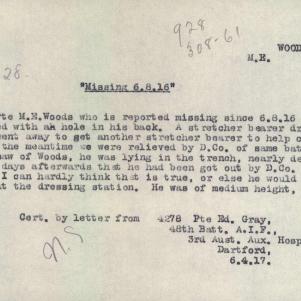 928
308-61
WOOD
M.E.
28.
"Missing 6.8.16"
te M.E.Woods who is reported missing since 6.8.16
ed with ah hole in his back. A stretcher bearer dr
ent away to get another stretcher bearer to help
the meantime we were relieved by D.Co. of same bat
aw of Woods, he was lying in the trench, nearly de
days afterwards that he had been got out by D.Co.
I can hardly think that is true, or else he would
t the dressing station. He was of medium height,
Cert. by letter from 4278 Pte Ed. Gray,
48th Batt. A.I.F.,
3rd Aust. Aux. Hosp
Dartford,
6.4.17.